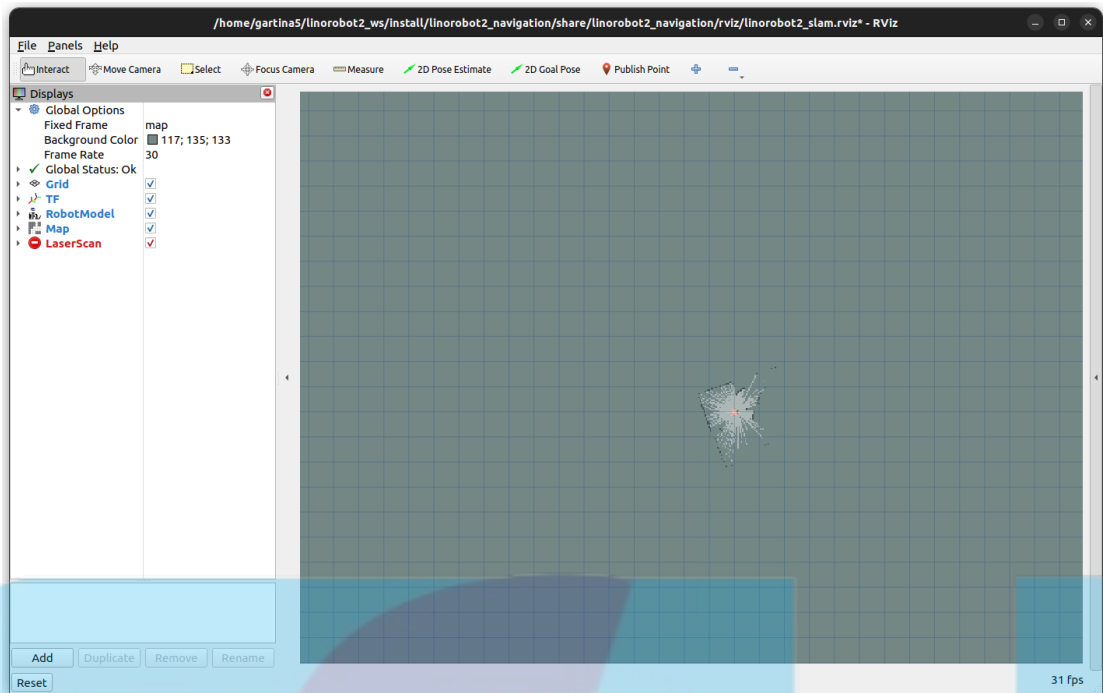 /home/gartina5/linorobot2_ws/install/linorobot2_navigation/share/linorobot2_navigation/rviz/linorobot2_slam.rviz* - RViz
File Panels Help
Interact Move Camera Select Focus Camera Measure 2D Pose Estimate 2D Goal Pose Publish Point
Displays
Global Options
Fixed Frame map
Background Color 117; 135; 133
Frame Rate 30
Global Status: Ok
Grid
TF
RobotModel
Map
LaserScan
Add Duplicate Remove Rename
Reset 31 fps